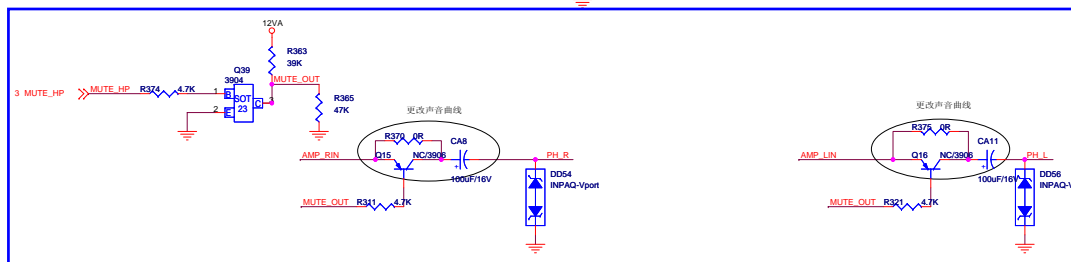 12VA
R363
39K
Q39
3904
MUTE_OUT
3 MUTE_HP
MUTE_HP
R374
4.7K
1
B
SOT
23
C
3
2
E
R365
47K
更改声音曲线
R370
0R
CA8
AMP_RIN
Q15
NC/3906
+
100uF/16V
PH_R
DD54
INPAQ-Vport
MUTE_OUT
R311
4.7K
更改声音曲线
R375
0R
CA11
AMP_LIN
Q16
NC/3906
+
100uF/16V
PH_L
DD56
INPAQ-V
MUTE_OUT
R321
4.7K